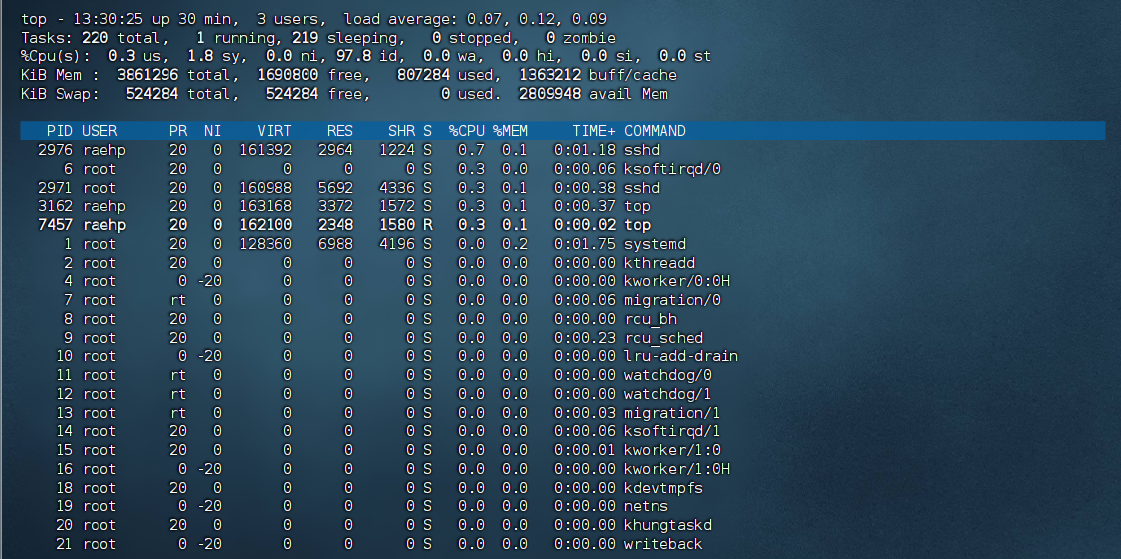 top - 13:30:25 up 30 min,  3 users,  load average: 0.07, 0.12, 0.09
Tasks: 220 total,   1 running, 219 sleeping,   0 stopped,   0 zombie
%Cpu(s):  0.3 us,  1.8 sy,  0.0 ni, 97.8 id,  0.0 wa,  0.0 hi,  0.0 si,  0.0 st
KiB Mem :  3861296 total,  1690800 free,   807284 used,  1363212 buff/cache
KiB Swap:   524284 total,   524284 free,        0 used.  2809948 avail Mem
PID USER      PR  NI    VIRT    RES    SHR S  %CPU %MEM     TIME+ COMMAND
2976 raehp     20   0  161392   2964   1224 S   0.7  0.1   0:01.18 sshd
6 root      20   0       0      0      0 S   0.3  0.0   0:00.06 ksoftirqd/0
2971 root      20   0  160988   5692   4336 S   0.3  0.1   0:00.38 sshd
3162 raehp     20   0  163168   3372   1572 S   0.3  0.1   0:00.37 top
7457 raehp     20   0  162100   2348   1580 R   0.3  0.1   0:00.02 top
1 root      20   0  128360   6988   4196 S   0.0  0.2   0:01.75 systemd
2 root      20   0       0      0      0 S   0.0  0.0   0:00.00 kthreadd
4 root       0 -20       0      0      0 S   0.0  0.0   0:00.00 kworker/0:0H
7 root      rt   0       0      0      0 S   0.0  0.0   0:00.06 migration/0
8 root      20   0       0      0      0 S   0.0  0.0   0:00.00 rcu_bh
9 root      20   0       0      0      0 S   0.0  0.0   0:00.23 rcu_sched
10 root       0 -20       0      0      0 S   0.0  0.0   0:00.00 lru-add-drain
11 root      rt   0       0      0      0 S   0.0  0.0   0:00.00 watchdog/0
12 root      rt   0       0      0      0 S   0.0  0.0   0:00.00 watchdog/1
13 root      rt   0       0      0      0 S   0.0  0.0   0:00.03 migration/1
14 root      20   0       0      0      0 S   0.0  0.0   0:00.06 ksoftirqd/1
15 root      20   0       0      0      0 S   0.0  0.0   0:00.01 kworker/1:0
16 root       0 -20       0      0      0 S   0.0  0.0   0:00.00 kworker/1:0H
18 root      20   0       0      0      0 S   0.0  0.0   0:00.00 kdevtmpfs
19 root       0 -20       0      0      0 S   0.0  0.0   0:00.00 netns
20 root      20   0       0      0      0 S   0.0  0.0   0:00.00 khungtaskd
21 root       0 -20       0      0      0 S   0.0  0.0   0:00.00 writeback